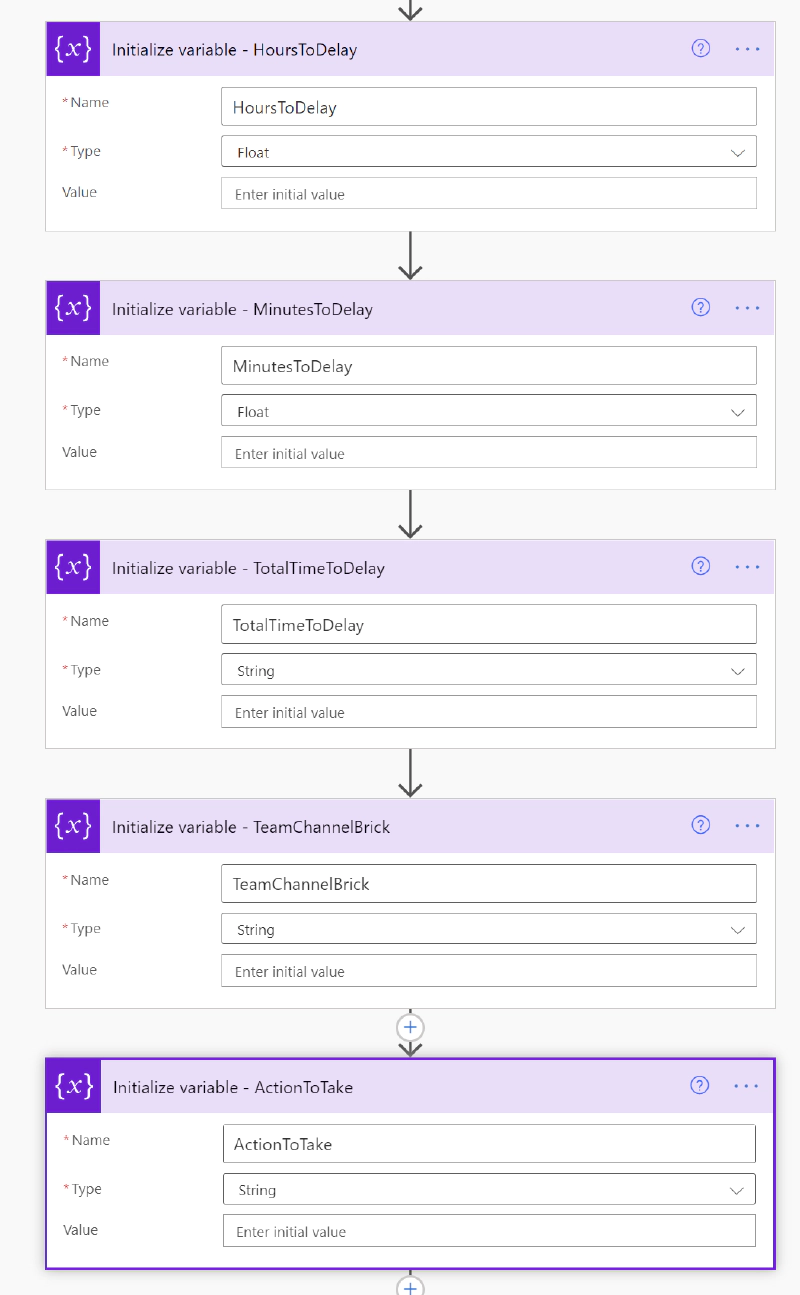 {x} Initialize variable - HoursToDelay ? ...
* Name HoursToDelay
* Type Float
Value Enter initial value
{x} Initialize variable - MinutesToDelay ? ...
* Name MinutesToDelay
* Type Float
Value Enter initial value
{x} Initialize variable - TotalTimeToDelay ? ...
* Name TotalTimeToDelay
* Type String
Value Enter initial value
{x} Initialize variable - TeamChannelBrick ? ...
* Name TeamChannelBrick
* Type String
Value Enter initial value
{x} Initialize variable - ActionToTake ? ...
* Name ActionToTake
* Type String
Value Enter initial value